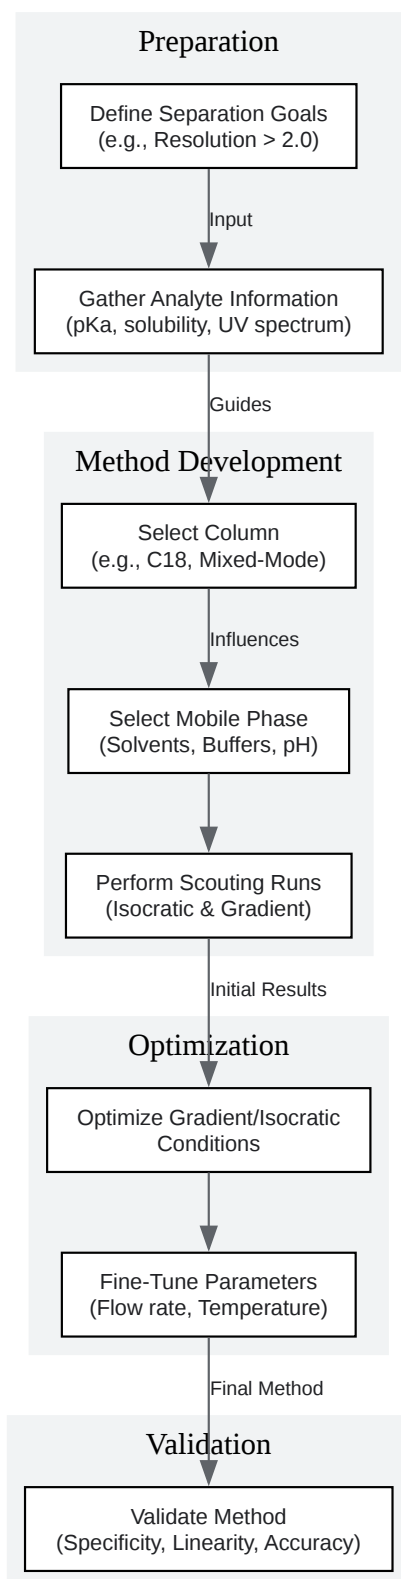 Preparation
Define Separation Goals
(e.g., Resolution > 2.0)
Input
Gather Analyte Information
(pKa, solubility, UV spectrum)
Guides
Method Development
Select Column
(e.g., C18, Mixed-Mode)
Influences
Select Mobile Phase
(Solvents, Buffers, pH)
Perform Scouting Runs
(Isocratic & Gradient)
Initial Results
Optimization
Optimize Gradient/Isocratic
Conditions
Fine-Tune Parameters
(Flow rate, Temperature)
Final Method
Validation
Validate Method
(Specificity, Linearity, Accuracy)